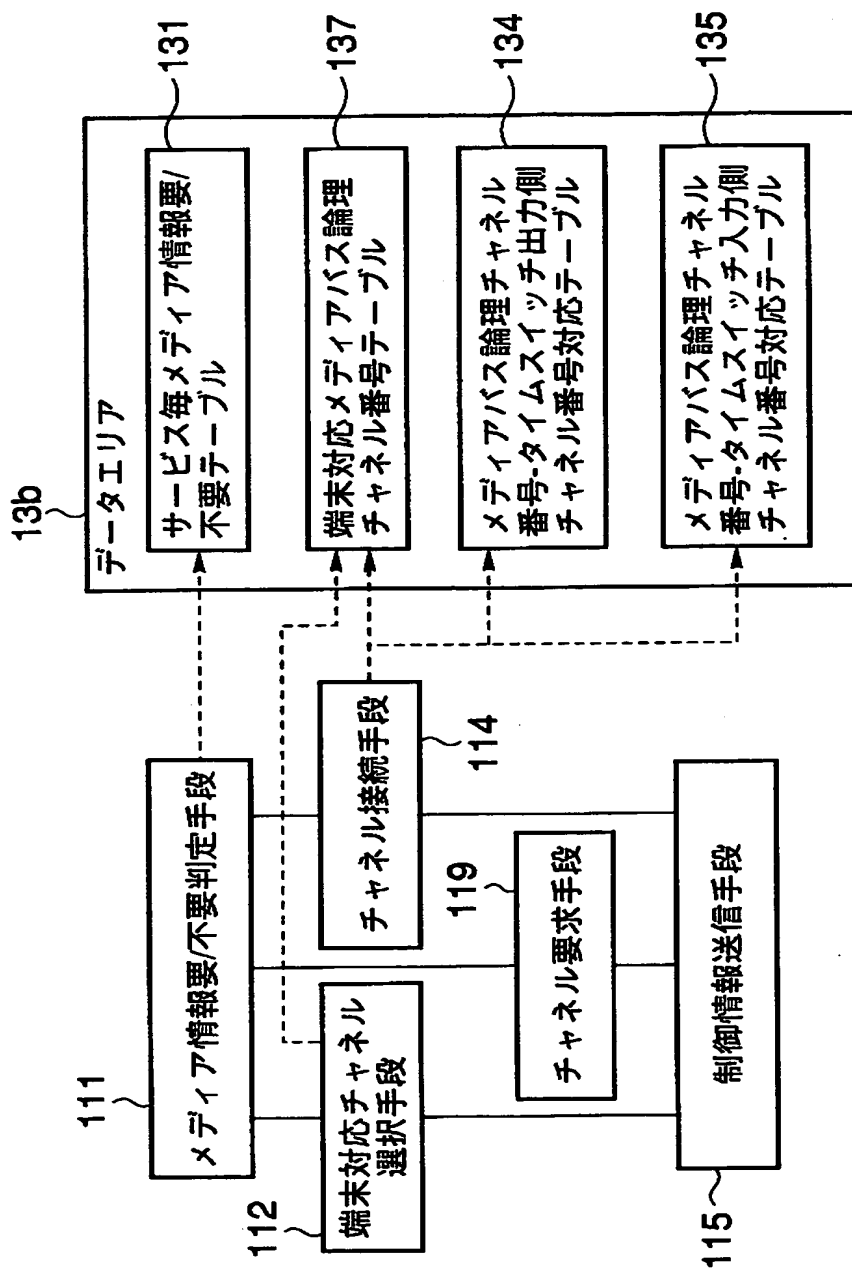 13b
データエリア
サービス毎メディア情報要/
不要テーブル
131
端末対応メディアパス論理
チャネル番号テーブル
137
メディアパス論理チャネル
番号-タイムスイッチ出力側
チャネル番号対応テーブル
134
メディアパス論理チャネル
番号-タイムスイッチ入力側
チャネル番号対応テーブル
135
111
メディア情報要/不要判定手段
112
端末対応チャネル
選択手段
チャネル接続手段
114
119
チャネル要求手段
制御情報送信手段
115